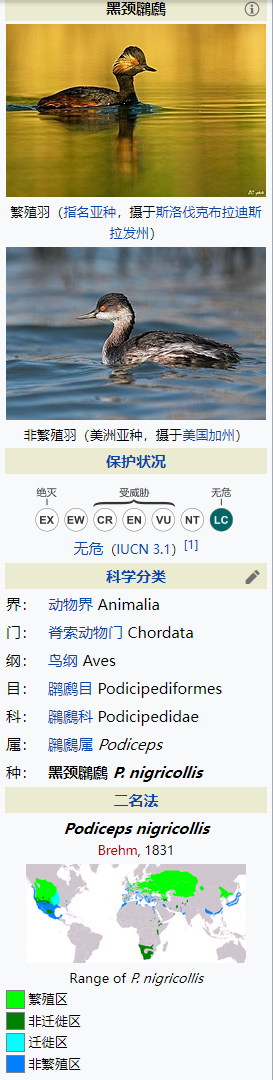 黑颈䴙䴘
繁殖羽（指名亚种，摄于斯洛伐克布拉迪斯
拉发州）
非繁殖羽（美洲亚种，摄于美国加州）
保护状况
绝灭 受威胁 无危
EX EW CR EN VU NT LC
无危（IUCN 3.1）[1]
科学分类
界： 动物界 Animalia
门： 脊索动物门 Chordata
纲： 鸟纲 Aves
目： 䴙䴘目 Podicipediformes
科： 䴙䴘科 Podicipedidae
属： 䴙䴘属 Podiceps
种： 黑颈䴙䴘 P. nigricollis
二名法
Podiceps nigricollis
Brehm, 1831
Range of P. nigricollis
繁殖区
非迁徙区
迁徙区
非繁殖区